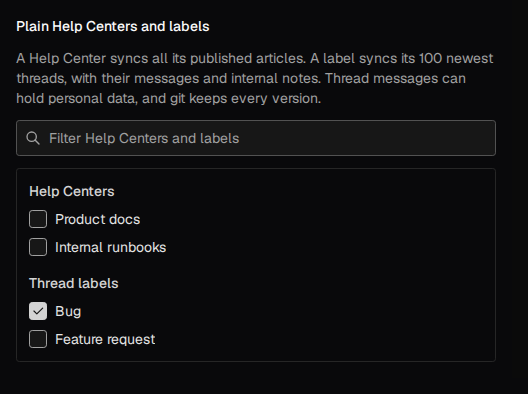 Plain Help Centers and labels
A Help Center syncs all its published articles. A label syncs its 100 newest
threads, with their messages and internal notes. Thread messages can
hold personal data, and git keeps every version.
Filter Help Centers and labels
Help Centers
Product docs
Internal runbooks
Thread labels
Bug
Feature request